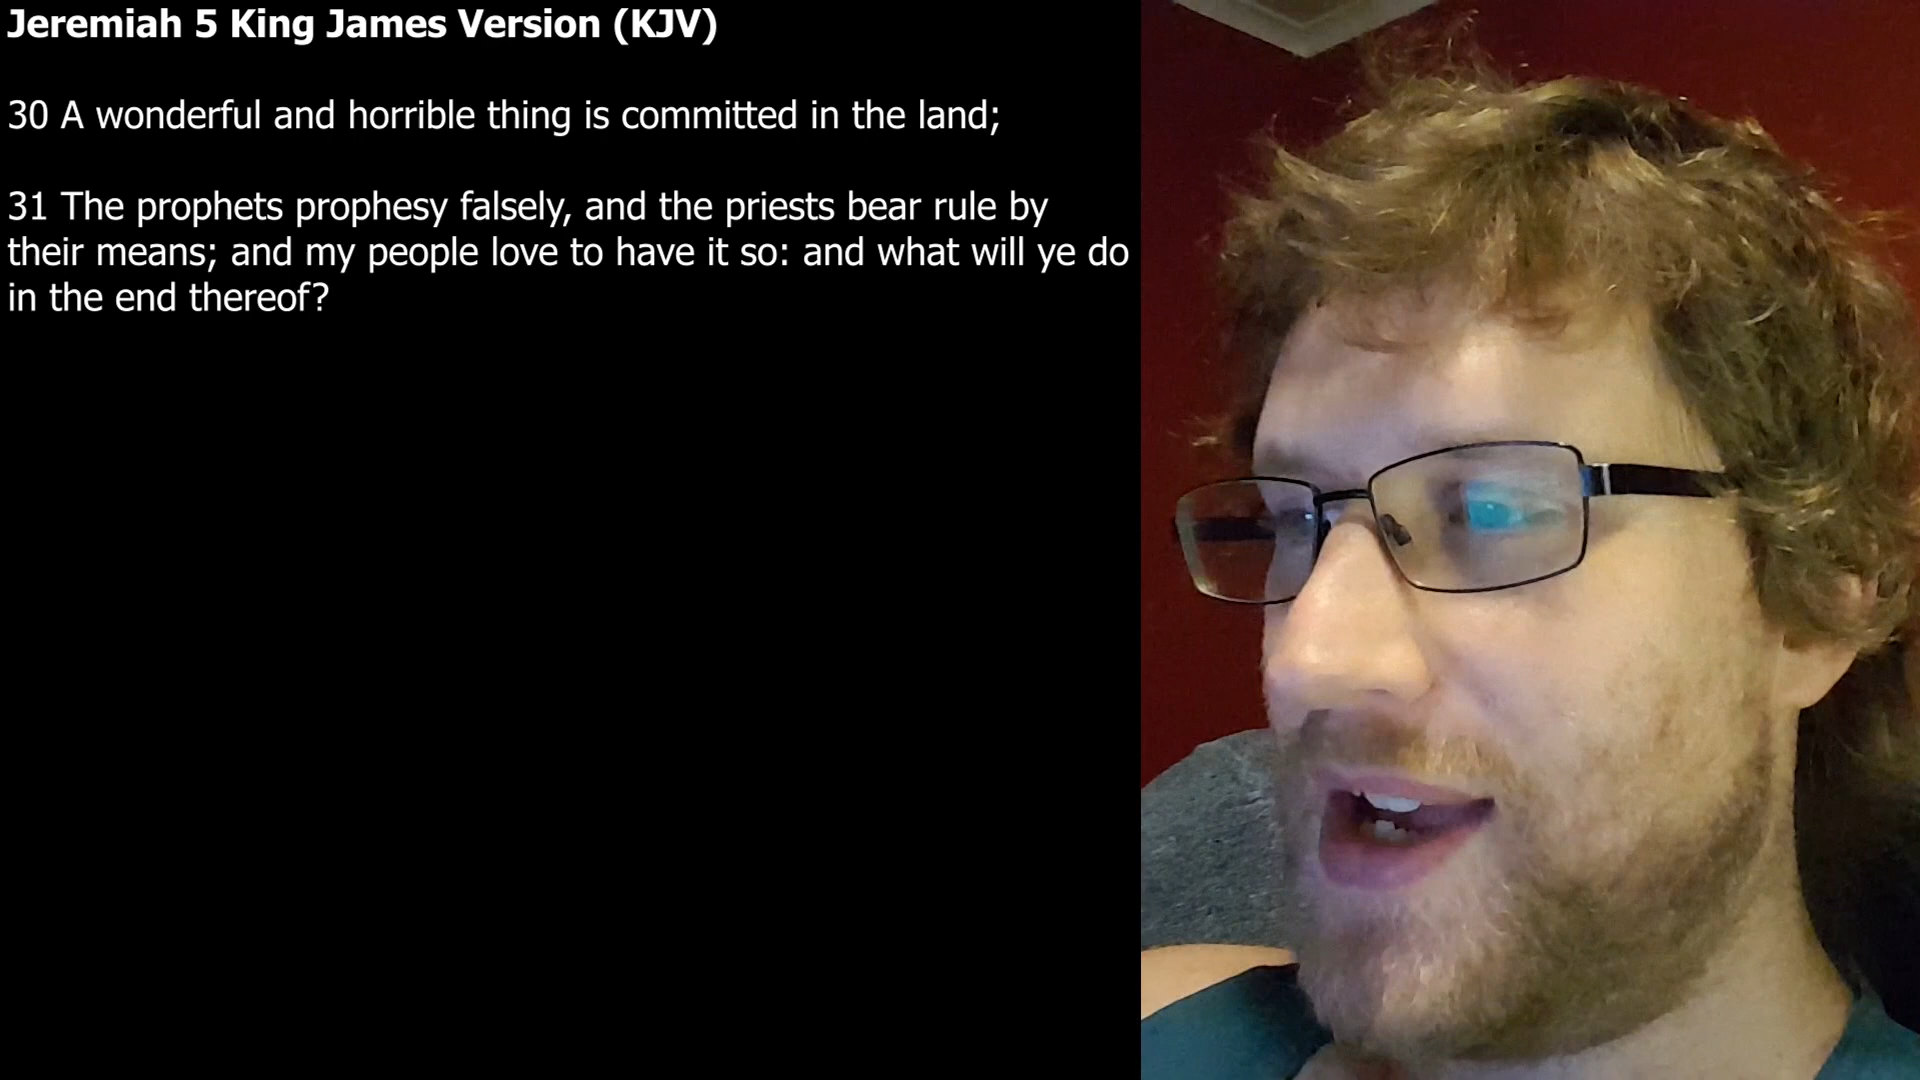 Jeremiah 5 King James Version (KJV)
30 A wonderful and horrible thing is committed in the land;
31 The prophets prophesy falsely, and the priests bear rule by
their means; and my people love to have it so: and what will ye do
in the end thereof?